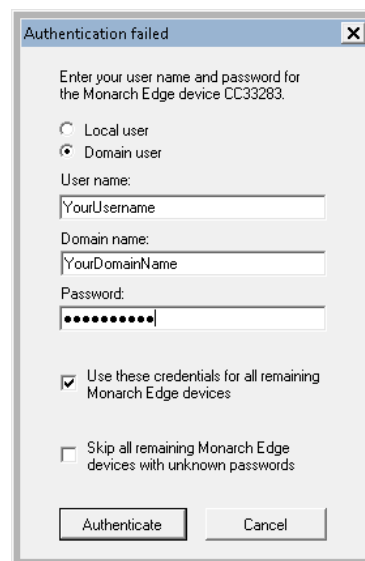 Authentication failed
Enter your user name and password for
the Monarch Edge device CC33283.
Local user
Domain user
User name:
YourUsername
Domain name:
YourDomainName
Password:
●●●●●●●●●●
Use these credentials for all remaining
Monarch Edge devices
Skip all remaining Monarch Edge
devices with unknown passwords
Authenticate Cancel